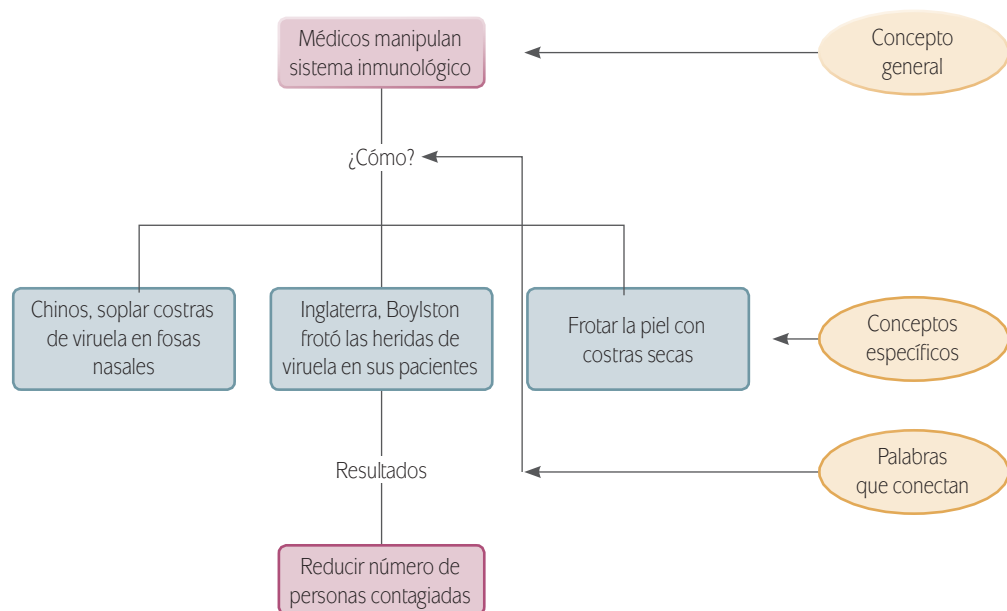 Médicos manipulan
sistema inmunológico
Concepto
general
¿Cómo?
Chinos, soplar costras
de viruela en fosas
nasales
Inglaterra, Boylston
frotó las heridas de
viruela en sus pacientes
Frotar la piel con
costras secas
Conceptos
específicos
Resultados
Palabras
que conectan
Reducir número de
personas contagiadas